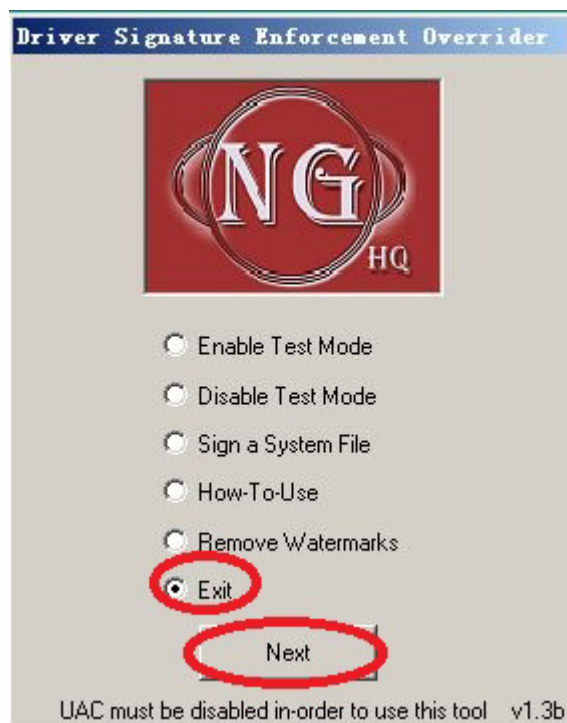 Driver Signature Enforcement Overrider
NG
HQ
Enable Test Mode
Disable Test Mode
Sign a System File
How-To-Use
Remove Watermarks
Exit
Next
UAC must be disabled in-order to use this tool v1.3b